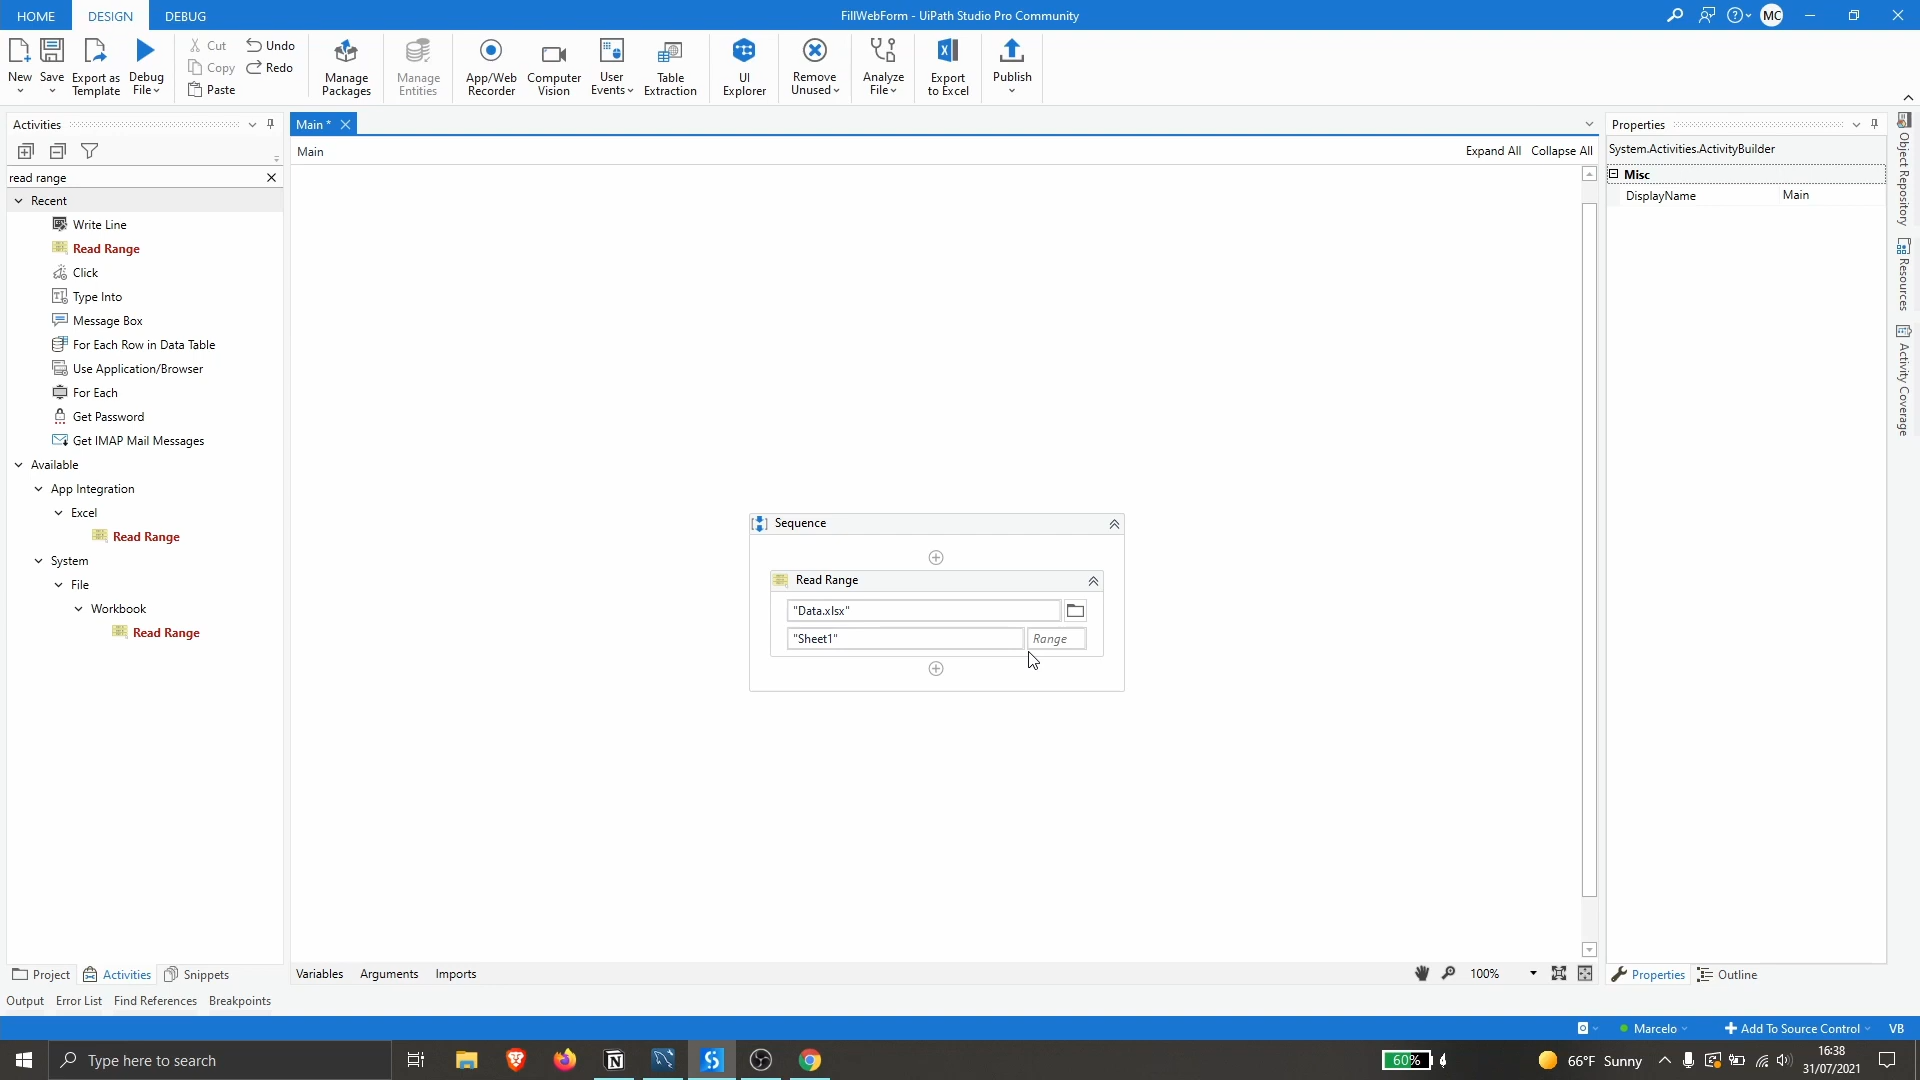 HOME DESIGN DEBUG FillWebForm - UiPath Studio Pro Community MC
New Save Export as Template Debug File Cut Copy Paste Undo Redo Manage Packages Manage Entities App/Web Recorder Computer Vision User Events Table Extraction UI Explorer Remove Unused Analyze File Export to Excel Publish
Activities
read range
Recent
Write Line
Read Range
Click
Type Into
Message Box
For Each Row in Data Table
Use Application/Browser
For Each
Get Password
Get IMAP Mail Messages
Available
App Integration
Excel
Read Range
System
File
Workbook
Read Range
Project Activities Snippets
Main *
Main Expand All Collapse All
Sequence
Read Range
"Data.xlsx"
"Sheet1" Range
Variables Arguments Imports 100%
Properties
System.Activities.ActivityBuilder
Misc
DisplayName Main
Properties Outline
Object Repository
Resources
Activity Coverage
Output Error List Find References Breakpoints
Marcelo Add To Source Control VB
Type here to search 60% 66°F Sunny 16:38
31/07/2021